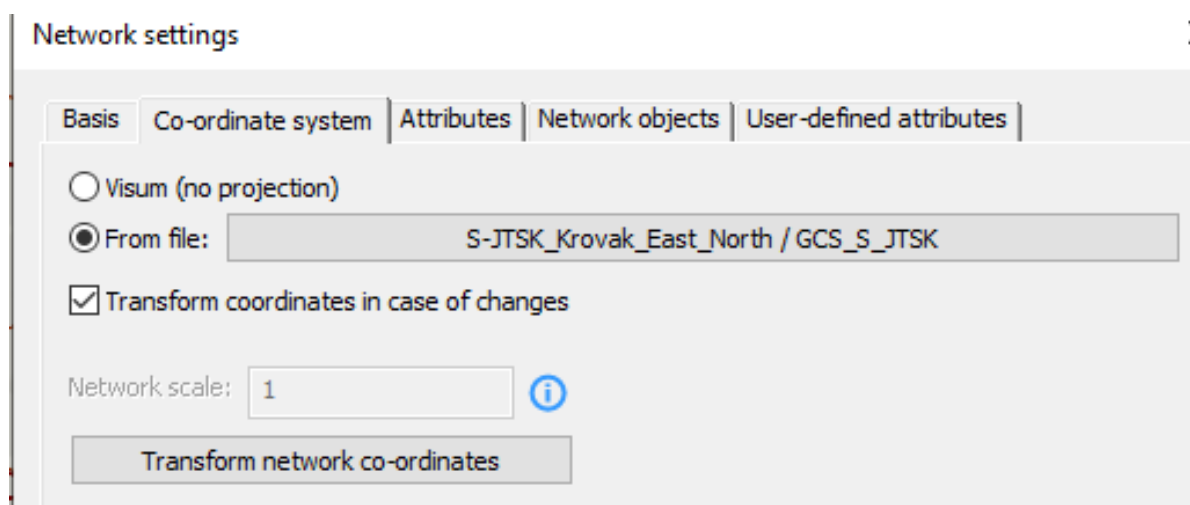 Network settings
Basis Co-ordinate system Attributes Network objects User-defined attributes
Visum (no projection)
From file: S-JTSK_Krovak_East_North / GCS_S_JTSK
Transform coordinates in case of changes
Network scale: 1
Transform network co-ordinates